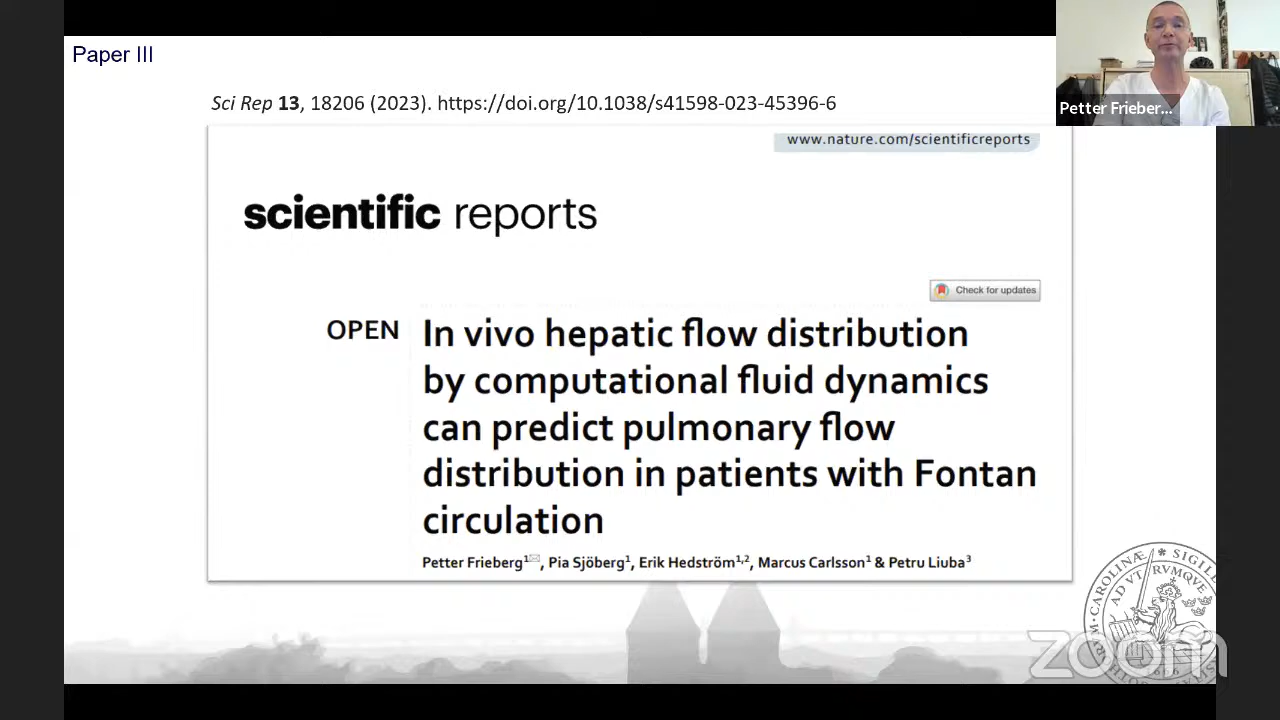 Paper III
Sci Rep 13, 18206 (2023). https://doi.org/10.1038/s41598-023-45396-6
Petter Frieber...
www.nature.com/scientificreports
scientific reports
Check for updates
OPEN
In vivo hepatic flow distribution
by computational fluid dynamics
can predict pulmonary flow
distribution in patients with Fontan
circulation
Petter Frieberg1✉, Pia Sjöberg1, Erik Hedström1,2, Marcus Carlsson1 & Petru Liuba3
zoom